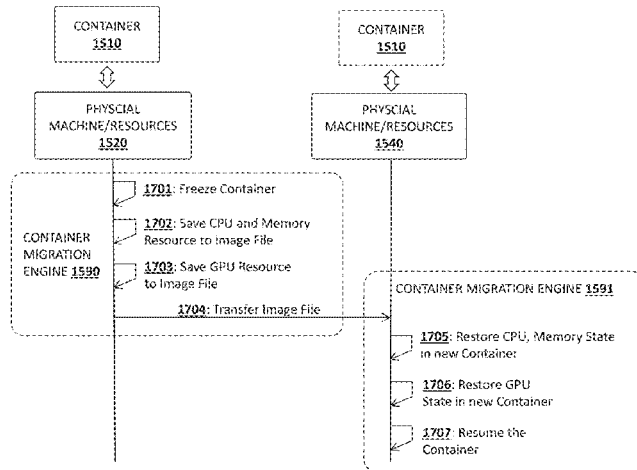 CONTAINER
1510
CONTAINER
1510
PHYSCIAL
MACHINE/RESOURCES
1520
PHYSCIAL
MACHINE/RESOURCES
1540
1701: Freeze Container
1702: Save CPU and Memory
Resource to Image File
CONTAINER
MIGRATION
ENGINE 1590
1703: Save GPU Resource
to Image File
1704: Transfer Image File
CONTAINER MIGRATION ENGINE 1591
1705: Restore CPU, Memory State
in new Container
1706: Restore GPU
State in new Container
1707: Resume the
Container